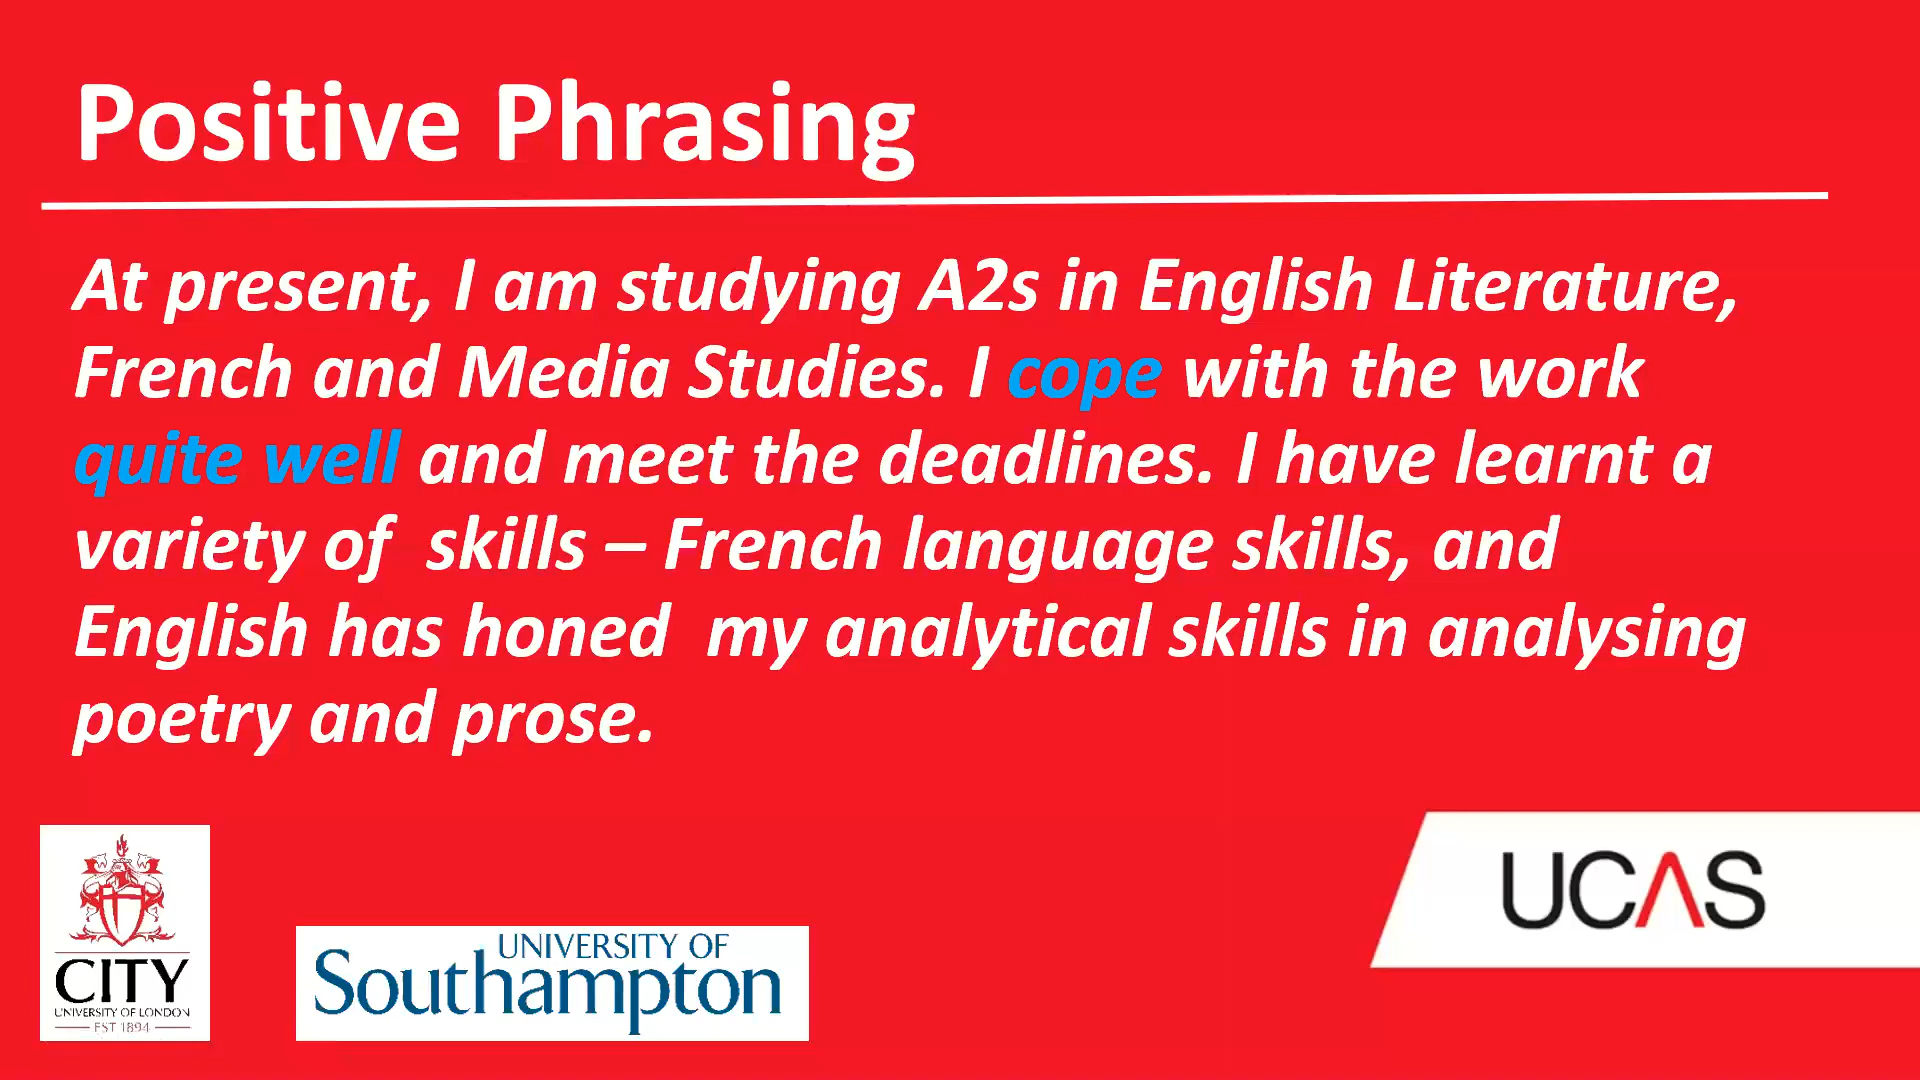 Positive Phrasing
At present, I am studying A2s in English Literature,
French and Media Studies. I cope with the work
quite well and meet the deadlines. I have learnt a
variety of  skills – French language skills, and
English has honed  my analytical skills in analysing
poetry and prose.
CITY
UNIVERSITY OF LONDON
EST 1894
UNIVERSITY OF
Southampton
UCAS